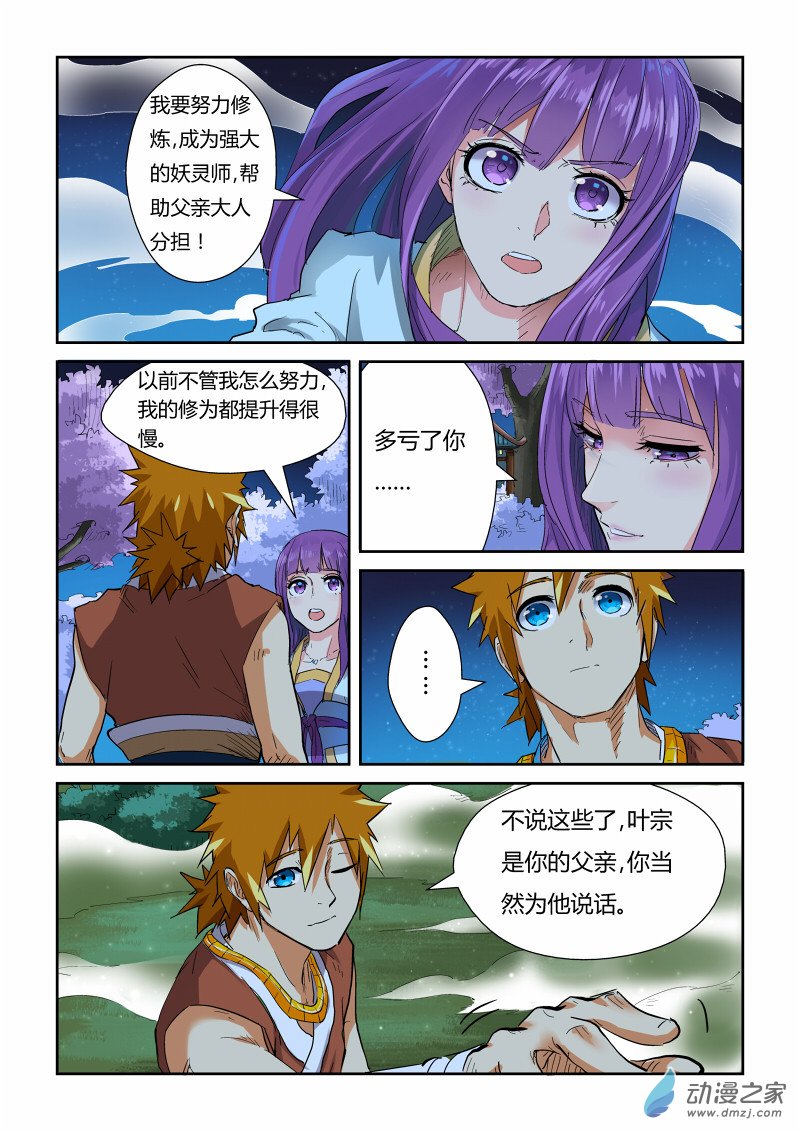 我要努力修
炼，成为强大
的妖灵师，帮
助父亲大人
分担！
以前不管我怎么努力，
我的修为都提升得很
慢。
多亏了你
……
……
不说这些了，叶宗
是你的父亲，你当
然为他说话。
动漫之家
www.dmzj.com